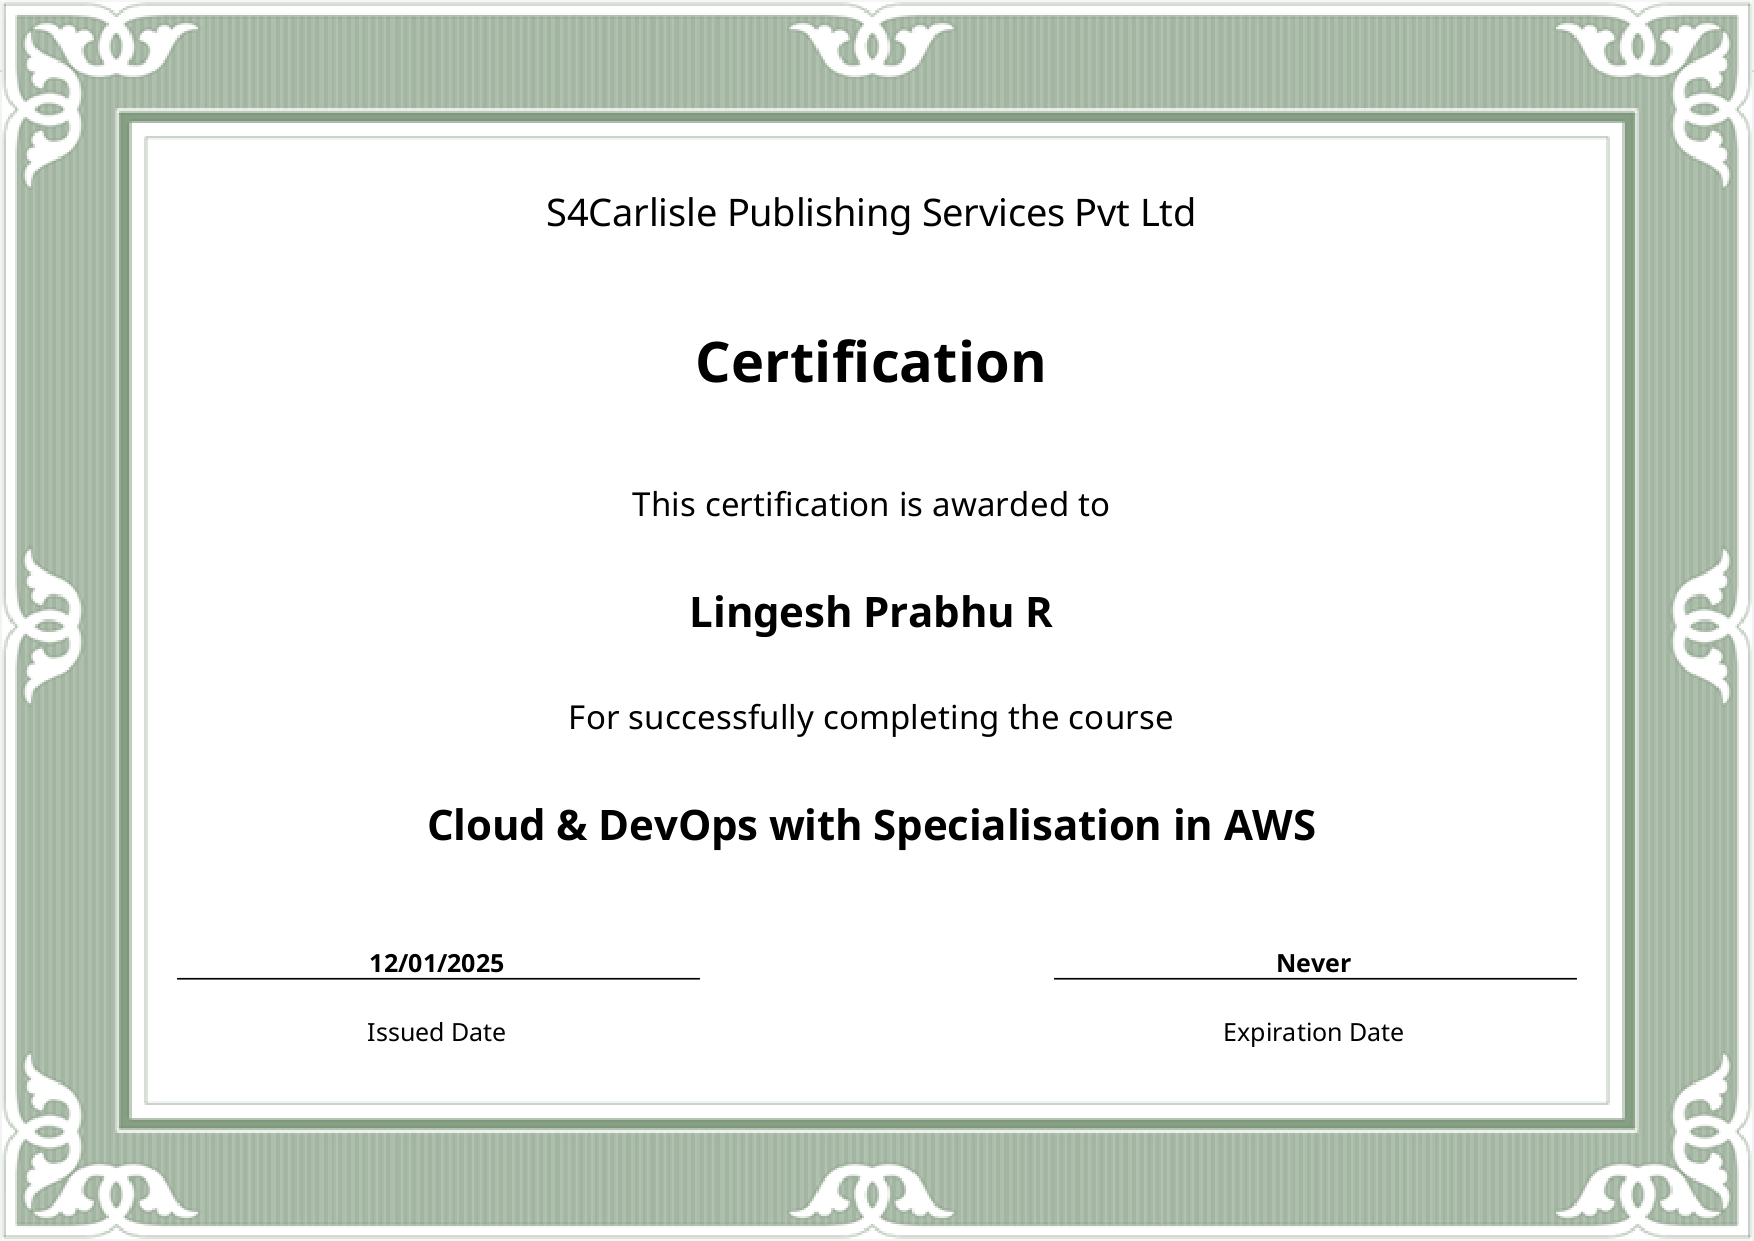 S4Carlisle Publishing Services Pvt Ltd
Certification
This certification is awarded to
Lingesh Prabhu R
For successfully completing the course
Cloud & DevOps with Specialisation in AWS
12/01/2025
Never
Issued Date
Expiration Date